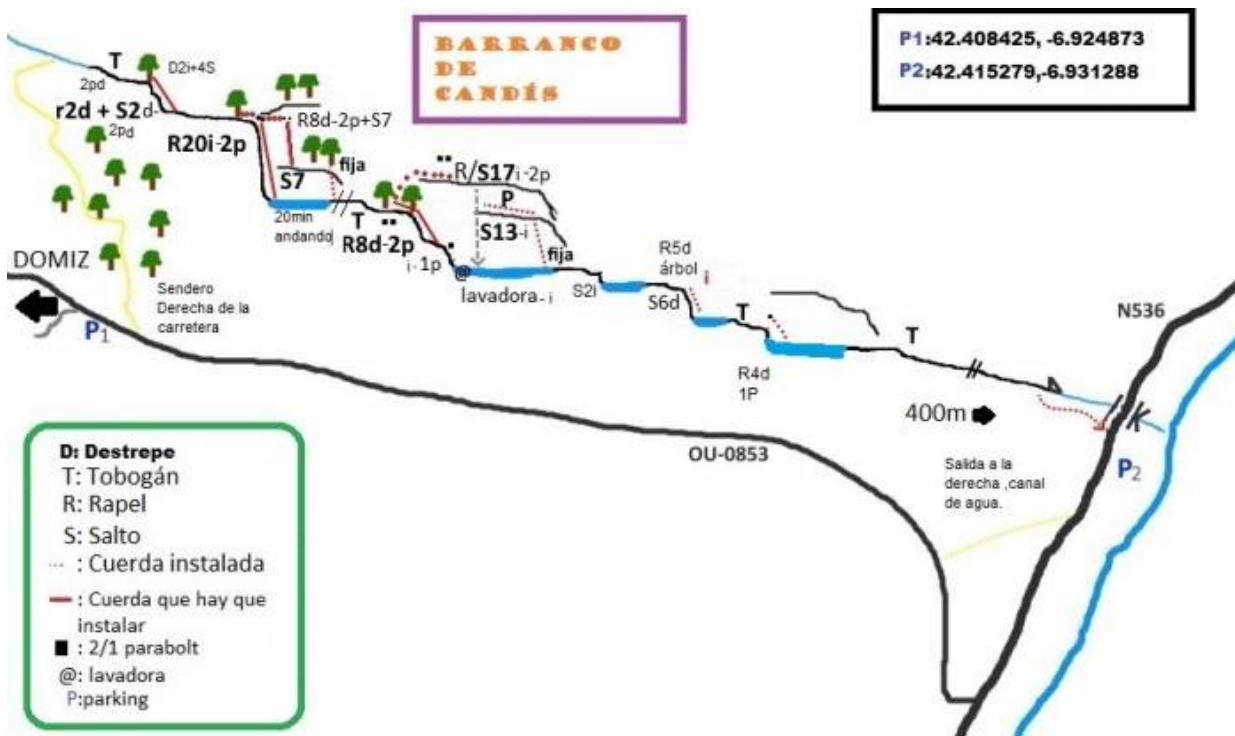 BARRANCO
DE
CANDÍS
P1:42.408425, -6.924873
P2:42.415279,-6.931288
T
2pd
D2i+4S
r2d + S2d-
2pd
R20i-2p
R8d-2p+S7
S7
fija
20min
andando
T
R8d-2p
i-1p
R/S17i-2p
P
S13-i
fija
@
lavadora-i
S2i
S6d
R5d
árbol
i
T
R4d
1P
T
N536
DOMIZ
P1
Sendero
Derecha de la
carretera
400m
OU-0853
Salida a la
derecha ,canal
de agua.
P2
D: Destrepe
T: Tobogán
R: Rapel
S: Salto
: Cuerda instalada
: Cuerda que hay que
instalar
: 2/1 parabolt
@: lavadora
P:parking